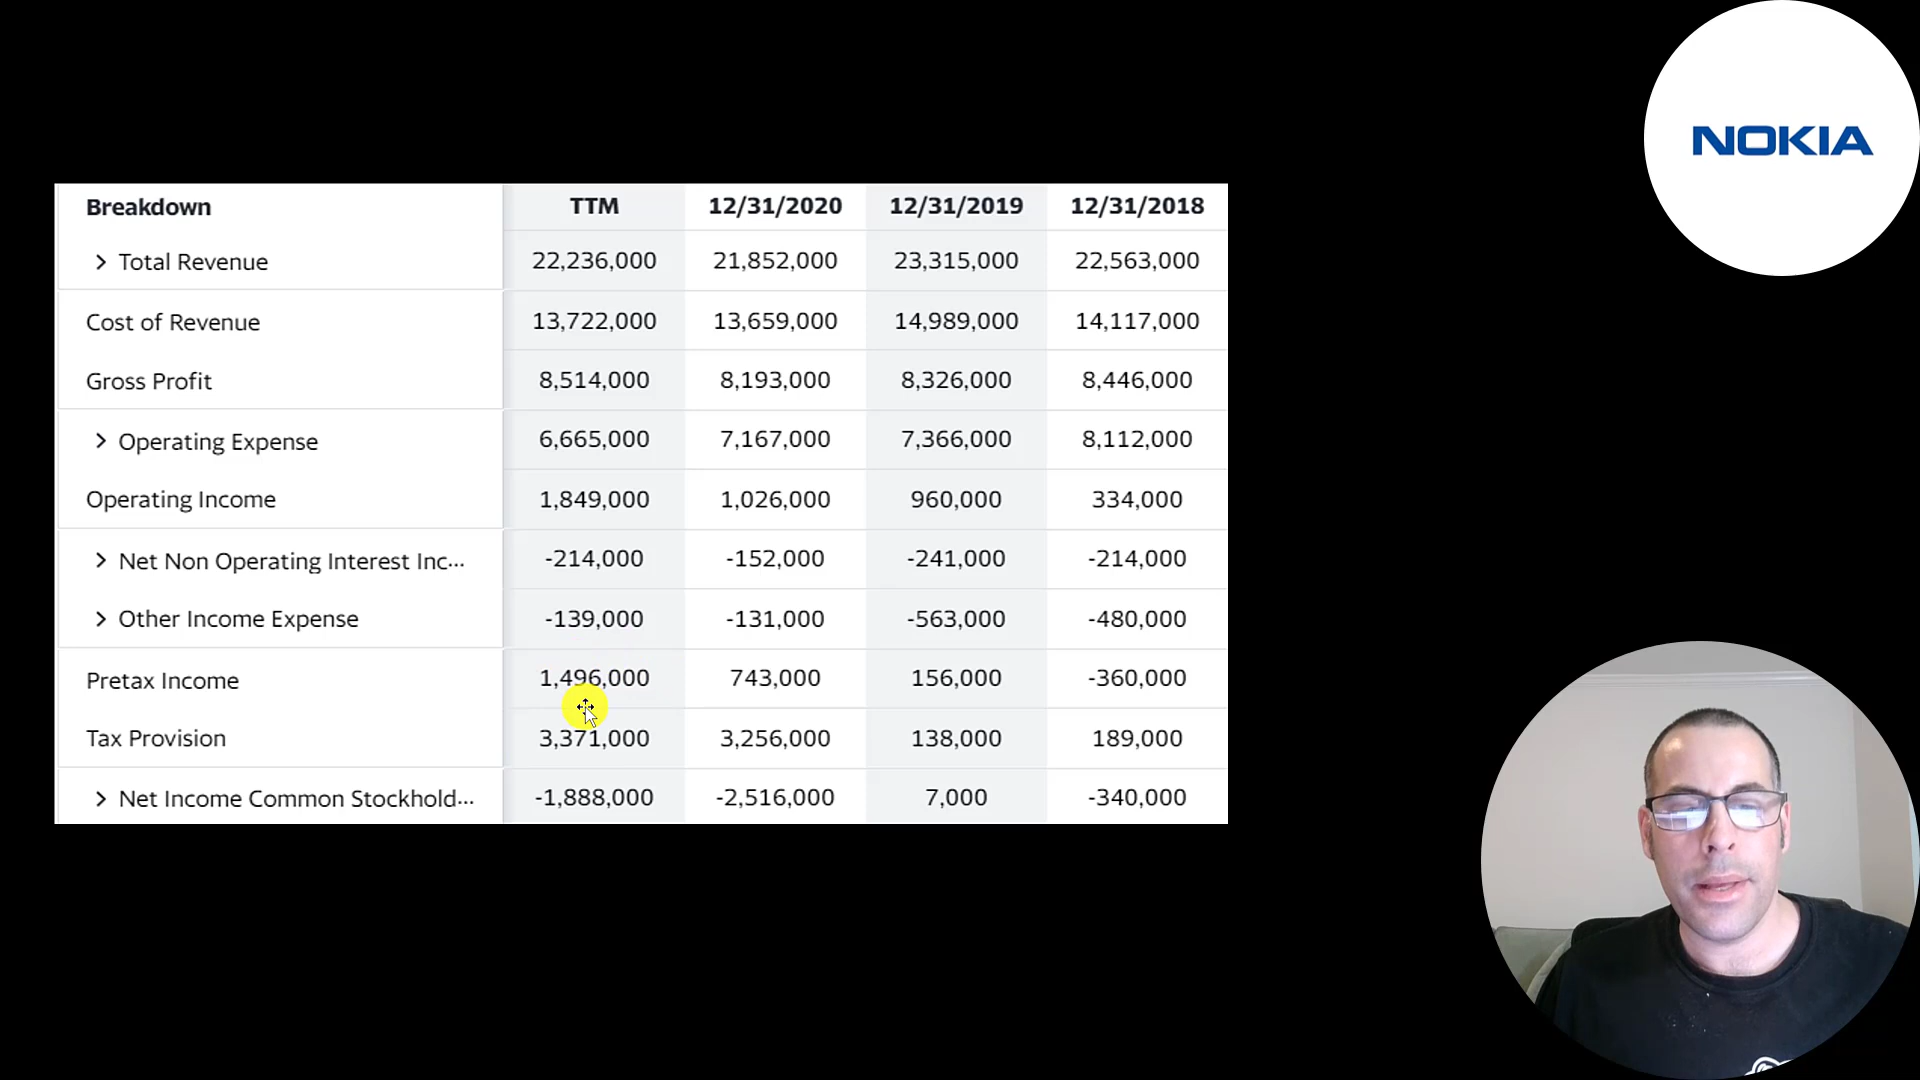 NOKIA
Breakdown TTM 12/31/2020 12/31/2019 12/31/2018
Total Revenue 22,236,000 21,852,000 23,315,000 22,563,000
Cost of Revenue 13,722,000 13,659,000 14,989,000 14,117,000
Gross Profit 8,514,000 8,193,000 8,326,000 8,446,000
Operating Expense 6,665,000 7,167,000 7,366,000 8,112,000
Operating Income 1,849,000 1,026,000 960,000 334,000
Net Non Operating Interest Inc... -214,000 -152,000 -241,000 -214,000
Other Income Expense -139,000 -131,000 -563,000 -480,000
Pretax Income 1,496,000 743,000 156,000 -360,000
Tax Provision 3,371,000 3,256,000 138,000 189,000
Net Income Common Stockhold... -1,888,000 -2,516,000 7,000 -340,000